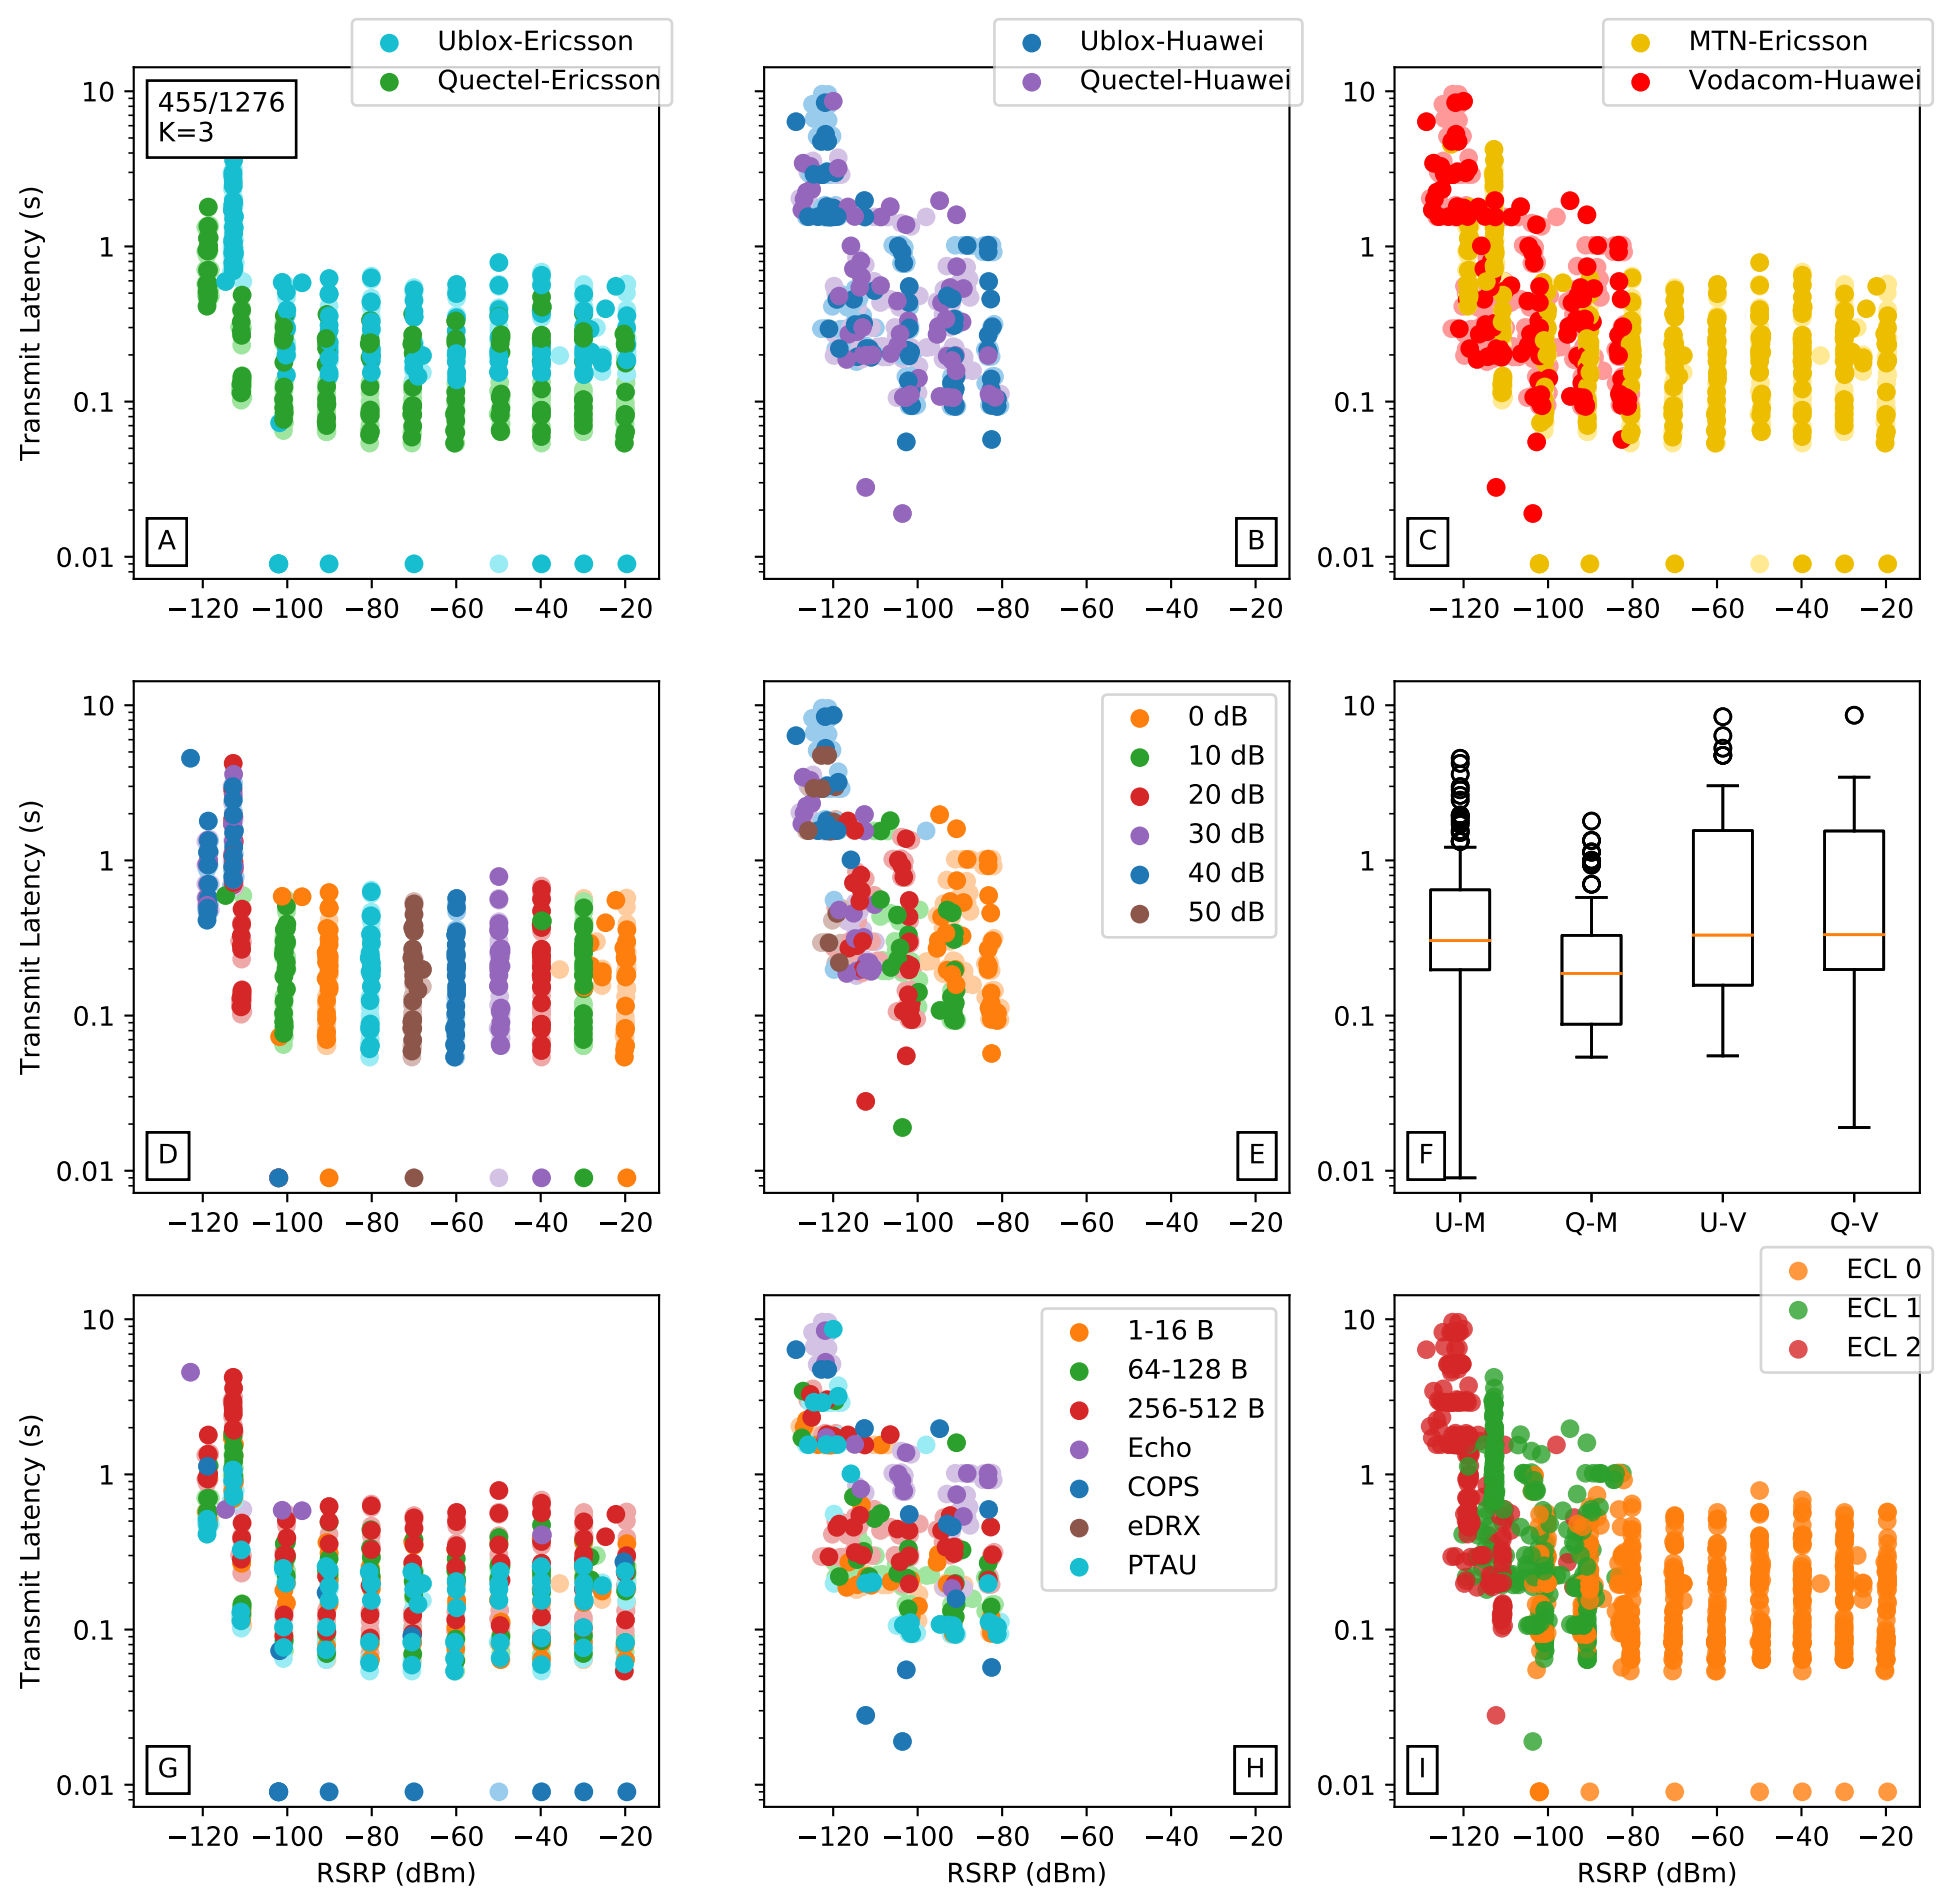 Ublox-Ericsson
Quectel-Ericsson
Ublox-Huawei
Quectel-Huawei
MTN-Ericsson
Vodacom-Huawei
455/1276
K=3
Transmit Latency (s)
10
1
0.1
0.01
A
−120 −100 −80 −60 −40 −20
B
−120 −100 −80 −60 −40 −20
10
1
0.1
0.01
C
−120 −100 −80 −60 −40 −20
Transmit Latency (s)
10
1
0.1
0.01
D
−120 −100 −80 −60 −40 −20
0 dB
10 dB
20 dB
30 dB
40 dB
50 dB
E
−120 −100 −80 −60 −40 −20
10
1
0.1
0.01
F
U-M Q-M U-V Q-V
Transmit Latency (s)
10
1
0.1
0.01
G
−120 −100 −80 −60 −40 −20
RSRP (dBm)
1-16 B
64-128 B
256-512 B
Echo
COPS
eDRX
PTAU
H
−120 −100 −80 −60 −40 −20
RSRP (dBm)
ECL 0
ECL 1
ECL 2
10
1
0.1
0.01
I
−120 −100 −80 −60 −40 −20
RSRP (dBm)